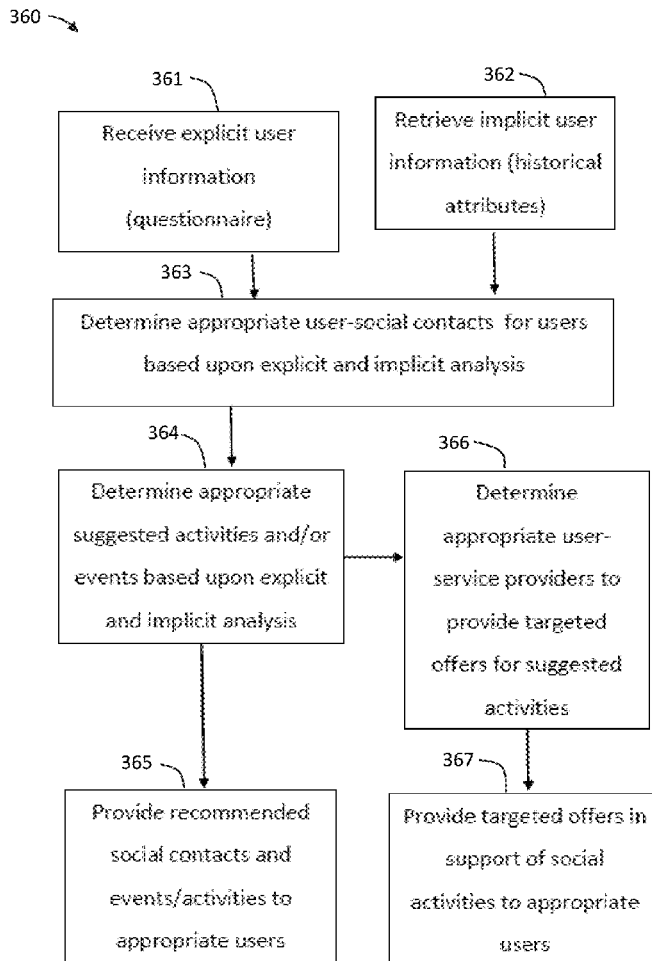 360
361
Receive explicit user
information
(questionnaire)
362
Retrieve implicit user
information (historical
attributes)
363
Determine appropriate user-social contacts for users
based upon explicit and implicit analysis
364
Determine appropriate
suggested activities and/or
events based upon explicit
and implicit analysis
366
Determine
appropriate user-
service providers to
provide targeted
offers for suggested
activities
365
Provide recommended
social contacts and
events/activities to
appropriate users
367
Provide targeted offers in
support of social
activities to appropriate
users